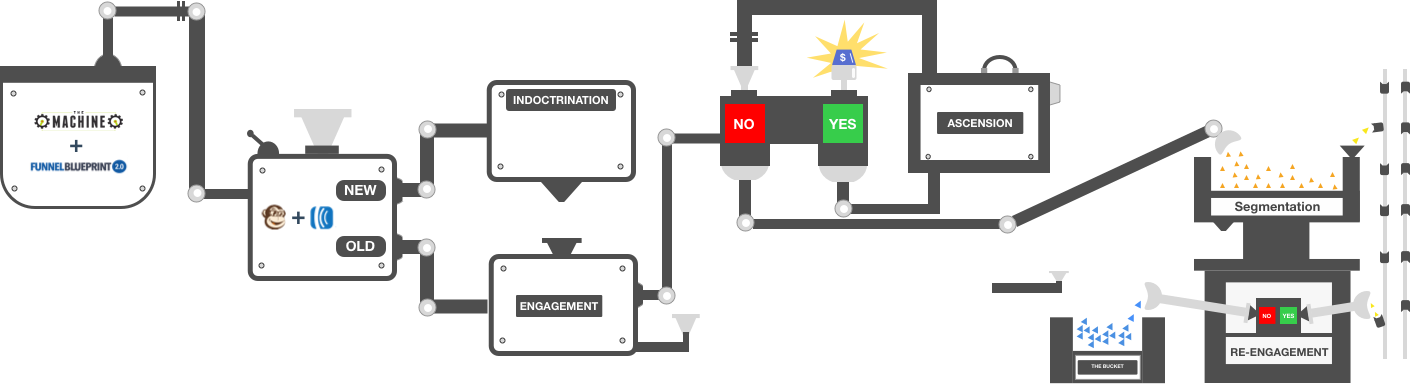 THE
MACHINE
+
FUNNELBLUEPRINT 2.0
NEW
+
OLD
INDOCTRINATION
ENGAGEMENT
NO
YES
$
ASCENSION
Segmentation
NO
YES
RE-ENGAGEMENT
THE BUCKET